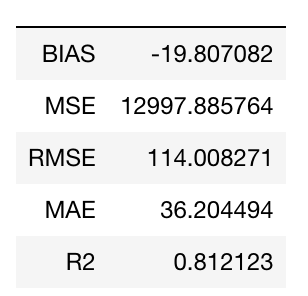 BIAS -19.807082
MSE 12997.885764
RMSE 114.008271
MAE 36.204494
R2 0.812123